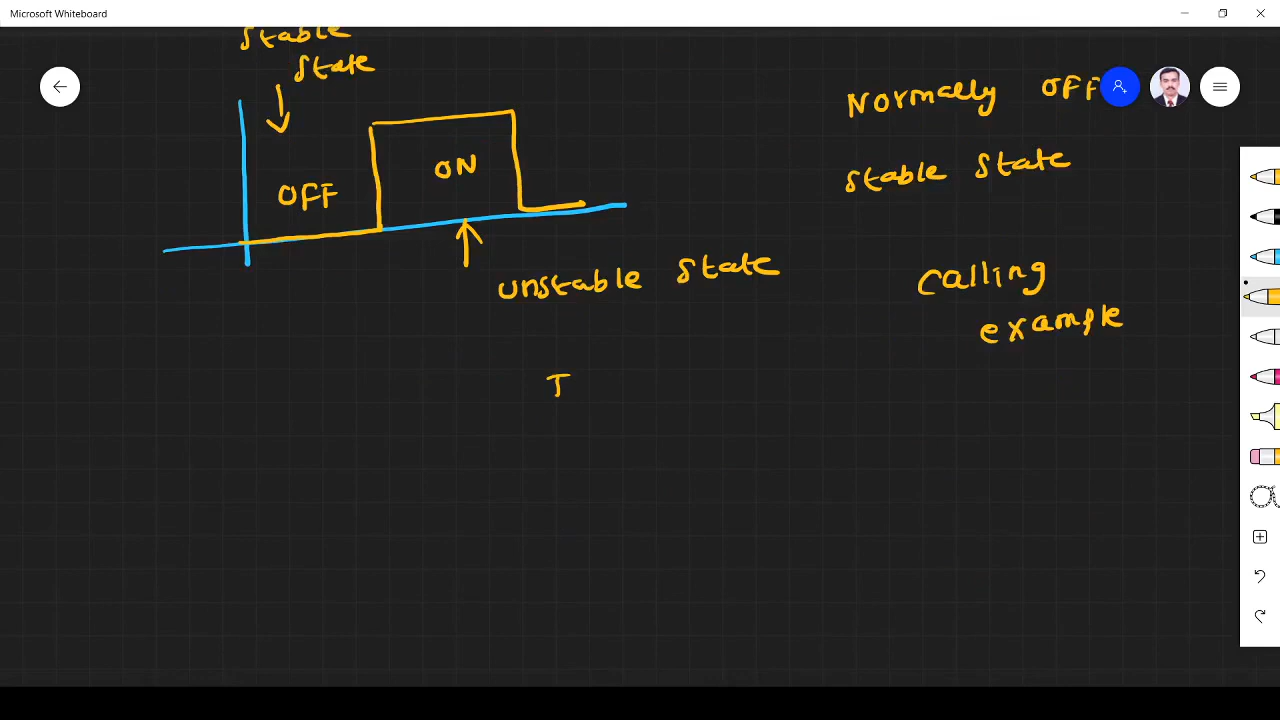 Microsoft Whiteboard
stable
state
OFF
ON
unstable state
Normally OFF
stable state
calling
example
T